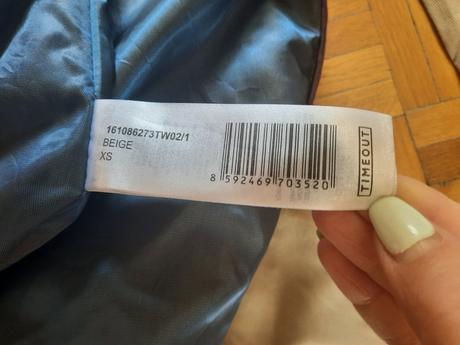 161086273TW02/1
BEIGE
XS
8 592469 703520
TIMEOUT